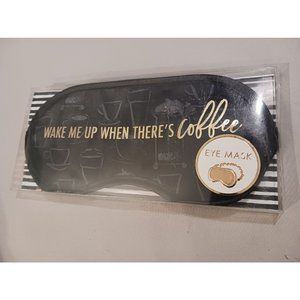 WAKE ME UP WHEN THERE'S Coffee
EYE MASK